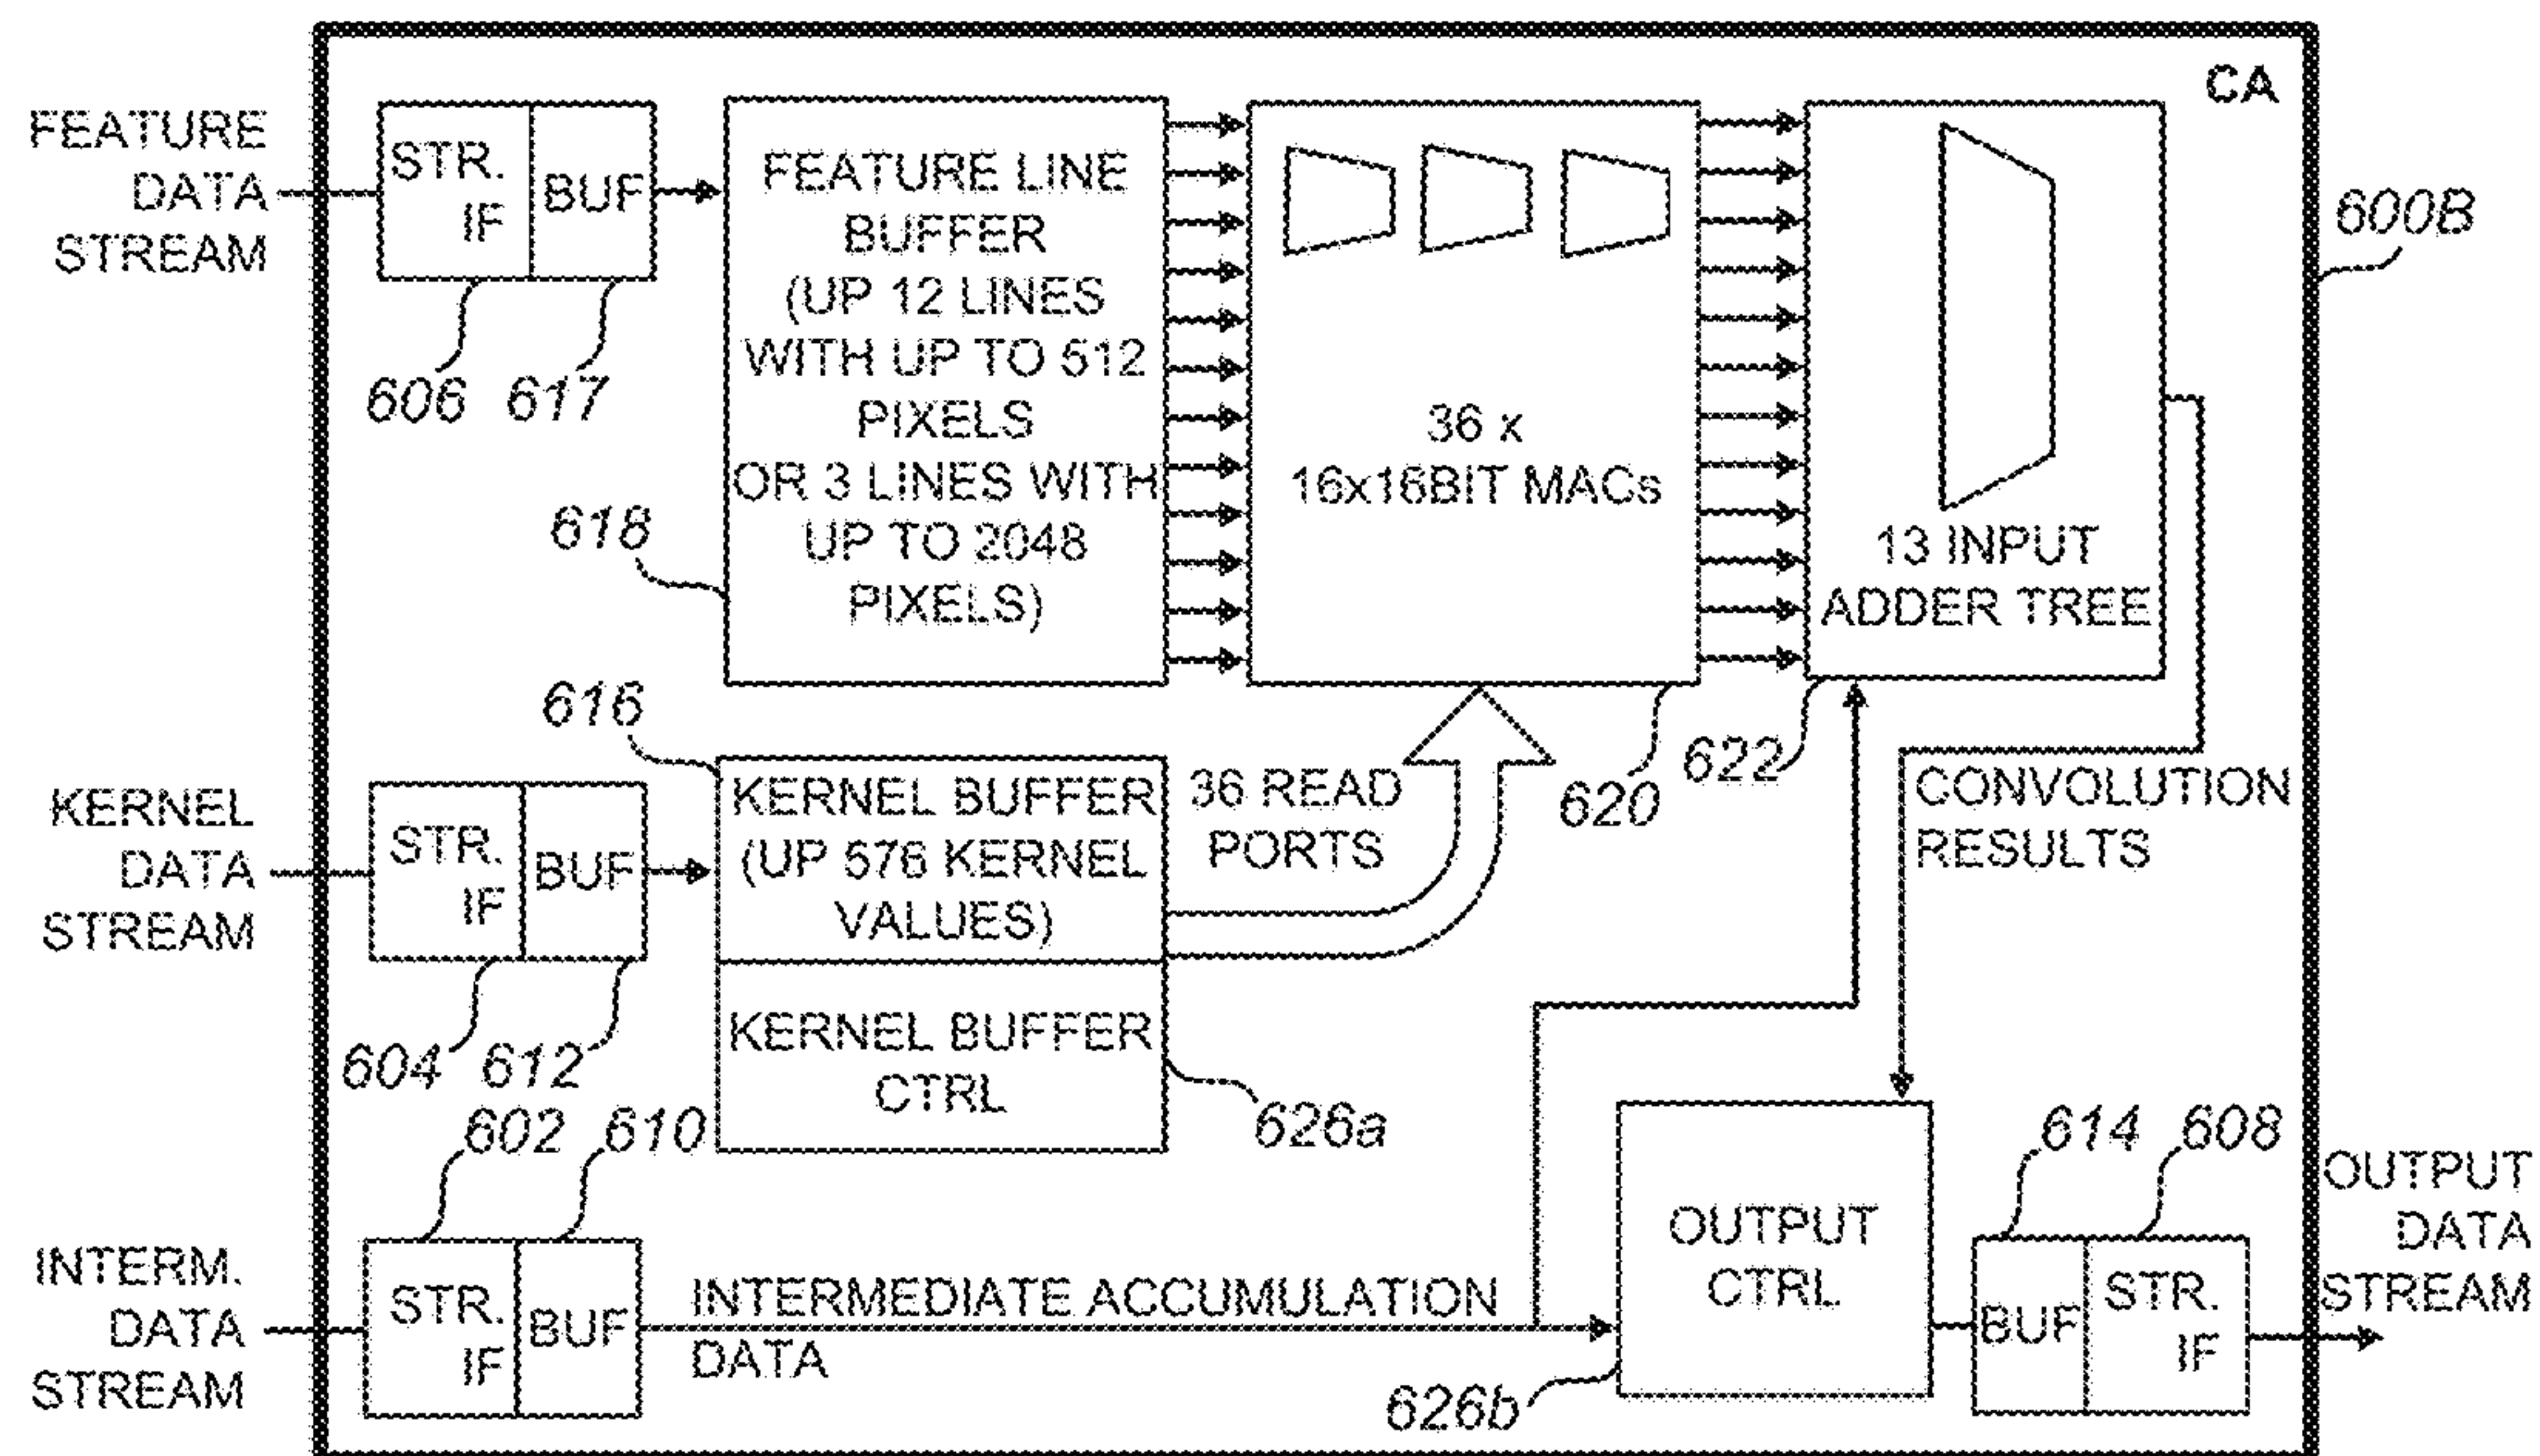 CA
600B
FEATURE
DATA
STREAM
STR.
IF
BUF
606
617
FEATURE LINE
BUFFER
(UP 12 LINES
WITH UP TO 512
PIXELS
OR 3 LINES WITH
UP TO 2048
PIXELS)
618
36 x
16x16BIT MACs
620
13 INPUT
ADDER TREE
622
KERNEL
DATA
STREAM
STR.
IF
BUF
604
612
616
KERNEL BUFFER
(UP 576 KERNEL
VALUES)
KERNEL BUFFER
CTRL
626a
36 READ
PORTS
CONVOLUTION
RESULTS
INTERM.
DATA
STREAM
602
610
STR.
IF
BUF
INTERMEDIATE ACCUMULATION
DATA
OUTPUT
CTRL
626b
614
608
BUF
STR.
IF
OUTPUT
DATA
STREAM